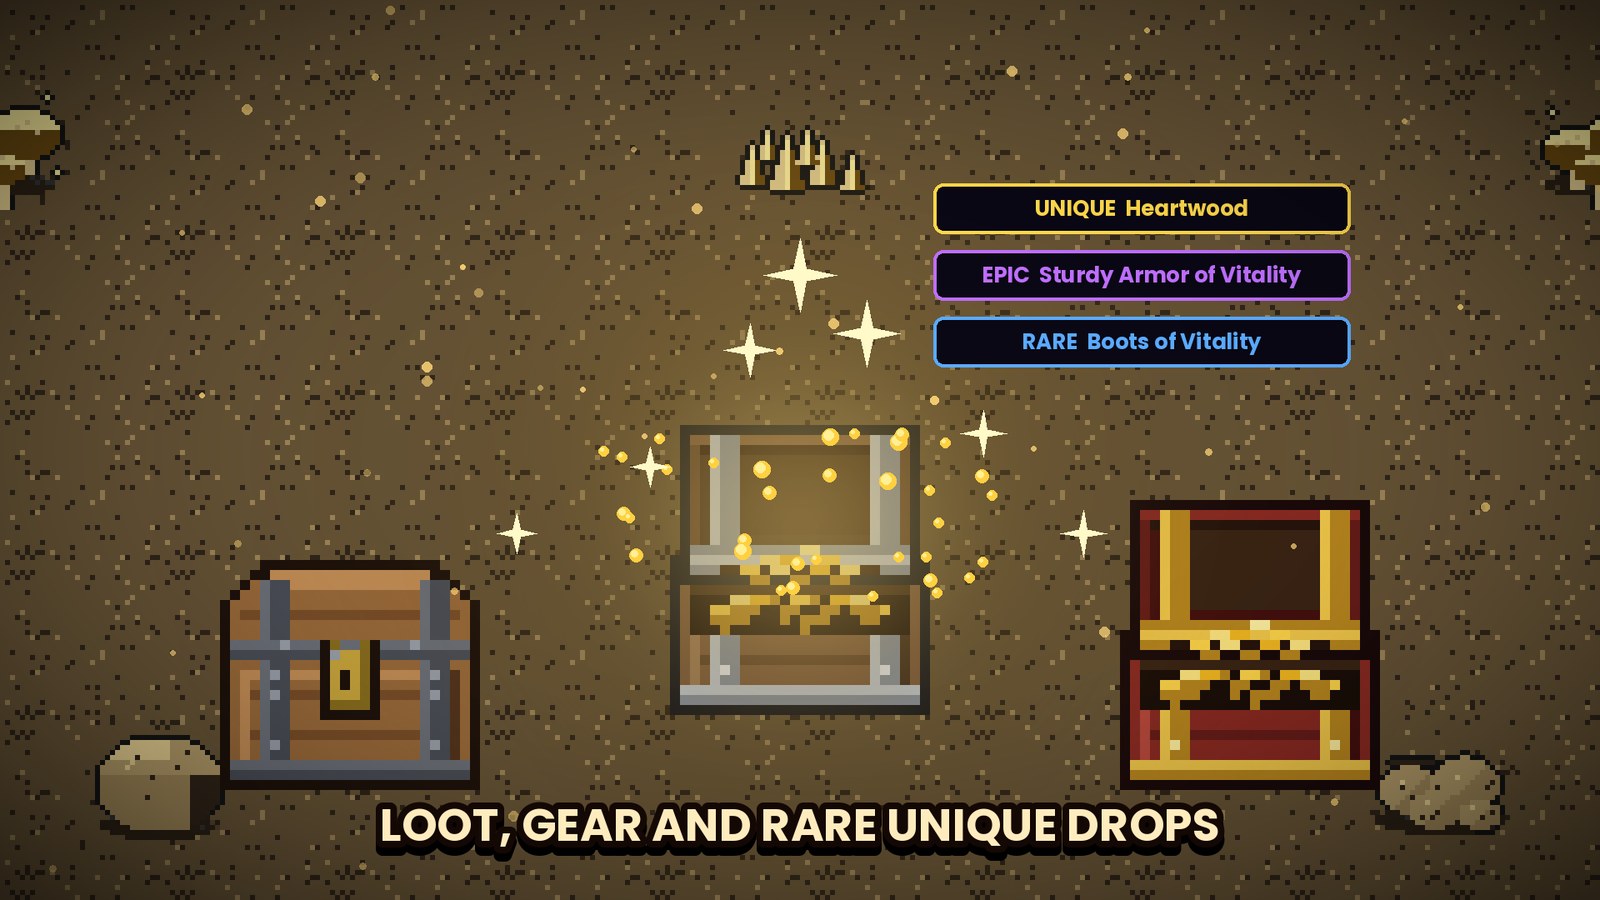 UNIQUE Heartwood
EPIC Sturdy Armor of Vitality
RARE Boots of Vitality
LOOT, GEAR AND RARE UNIQUE DROPS